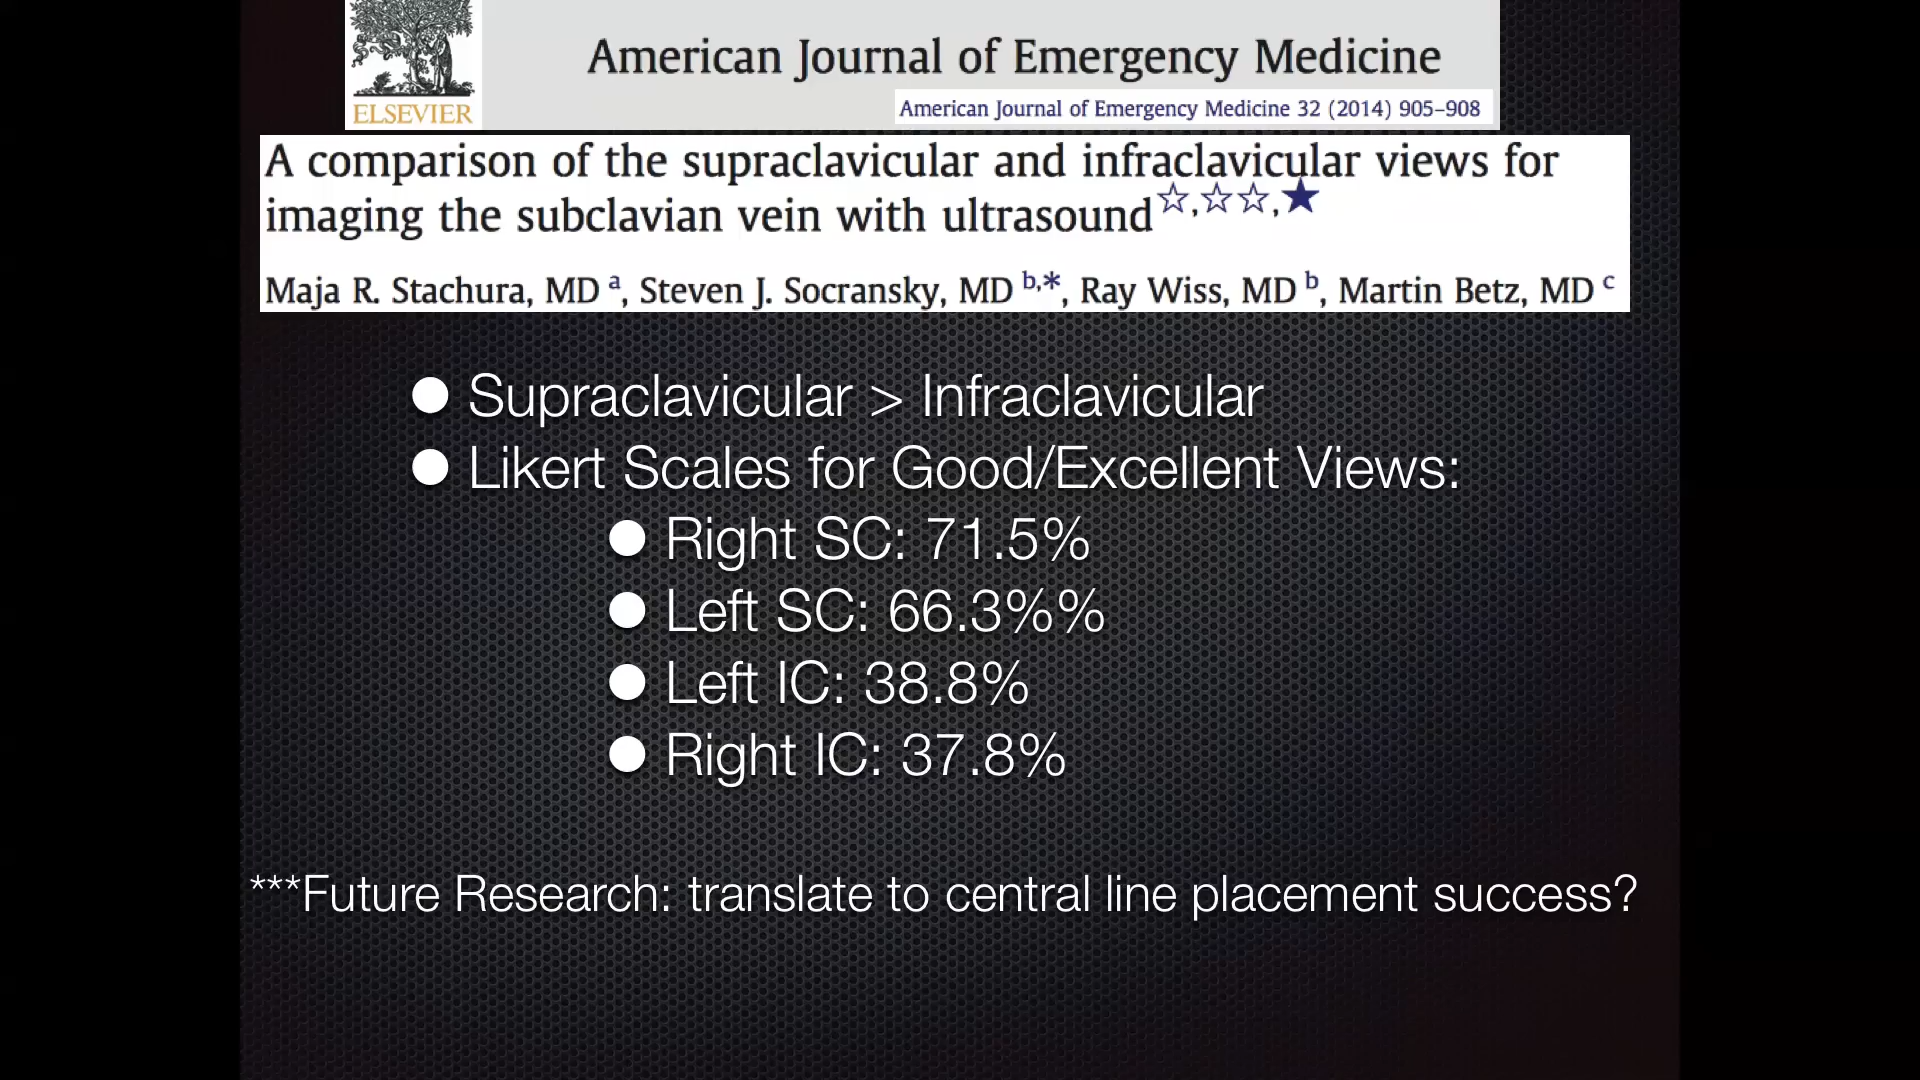 ELSEVIER
American Journal of Emergency Medicine
American Journal of Emergency Medicine 32 (2014) 905–908
A comparison of the supraclavicular and infraclavicular views for
imaging the subclavian vein with ultrasound☆,☆☆,★
Maja R. Stachura, MD a, Steven J. Socransky, MD b,*, Ray Wiss, MD b, Martin Betz, MD c
● Supraclavicular > Infraclavicular
● Likert Scales for Good/Excellent Views:
● Right SC: 71.5%
● Left SC: 66.3%%
● Left IC: 38.8%
● Right IC: 37.8%
***Future Research: translate to central line placement success?